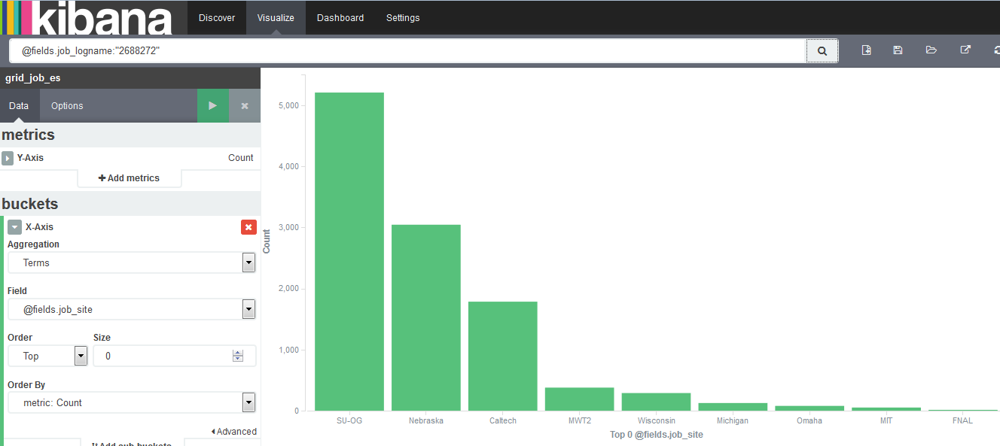 kibana
Discover Visualize Dashboard Settings
@fields.job_logname:"2688272"
grid_job_es
Data Options
metrics
Y-Axis Count
Add metrics
buckets
X-Axis
Aggregation
Terms
Field
@fields.job_site
Order Size
Top 0
Order By
metric: Count
Advanced
Add sub-buckets
Count
5,000
4,000
3,000
2,000
1,000
0
SU-OG Nebraska Caltech MWT2 Wisconsin Michigan Omaha MIT FNAL
Top 0 @fields.job_site